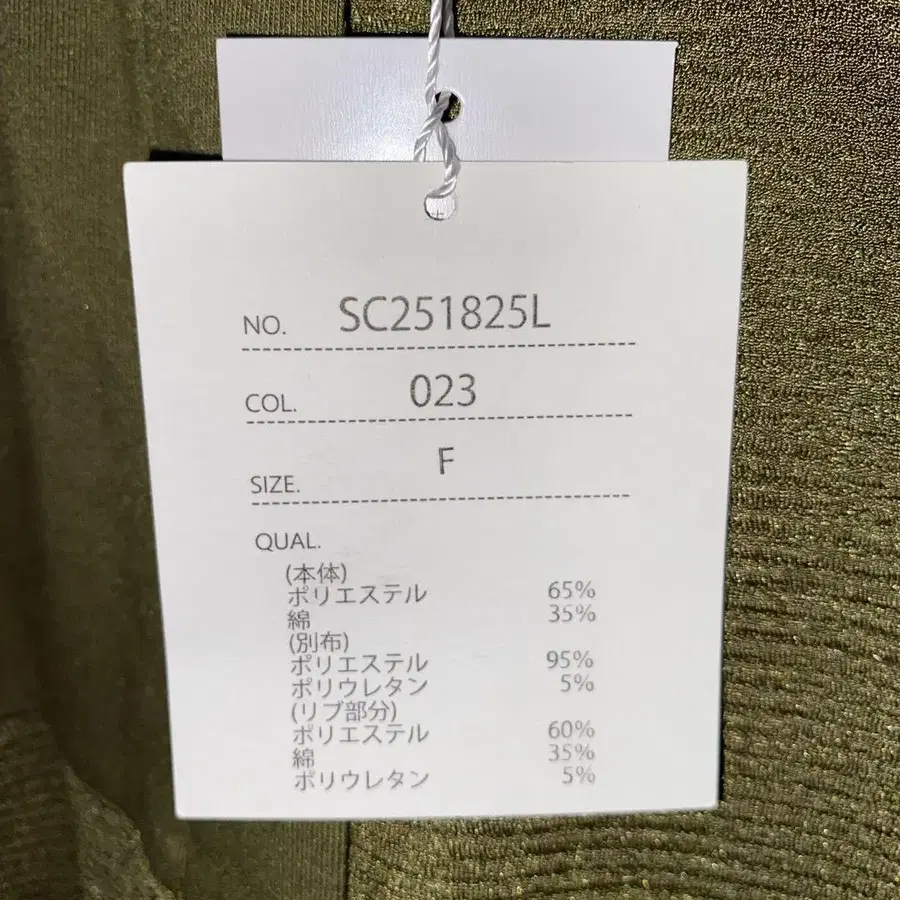 NO. SC251825L
COL. 023
SIZE. F
QUAL.
(本体)
ポリエステル 65%
綿 35%
(別布)
ポリエステル 95%
ポリウレタン 5%
(リブ部分)
ポリエステル 60%
綿 35%
ポリウレタン 5%